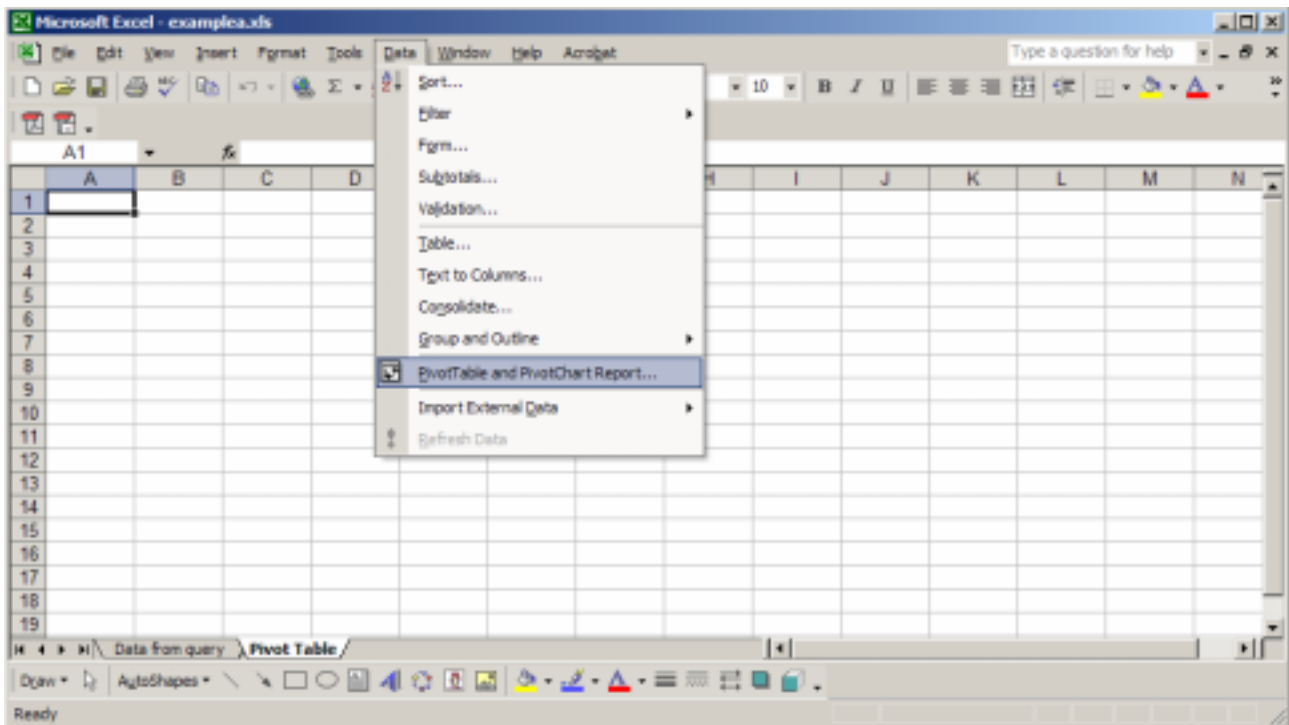 Microsoft Excel - examplea.xls
File Edit View Insert Format Tools Data Window Help Acrobat Type a question for help
10 B I U
A1 fx
A B C D H I J K L M N
Sort...
Filter
Form...
Subtotals...
Validation...
Table...
Text to Columns...
Consolidate...
Group and Outline
PivotTable and PivotChart Report...
Import External Data
Refresh Data
1
2
3
4
5
6
7
8
9
10
11
12
13
14
15
16
17
18
19
Data from query Pivot Table
Draw AutoShapes
Ready